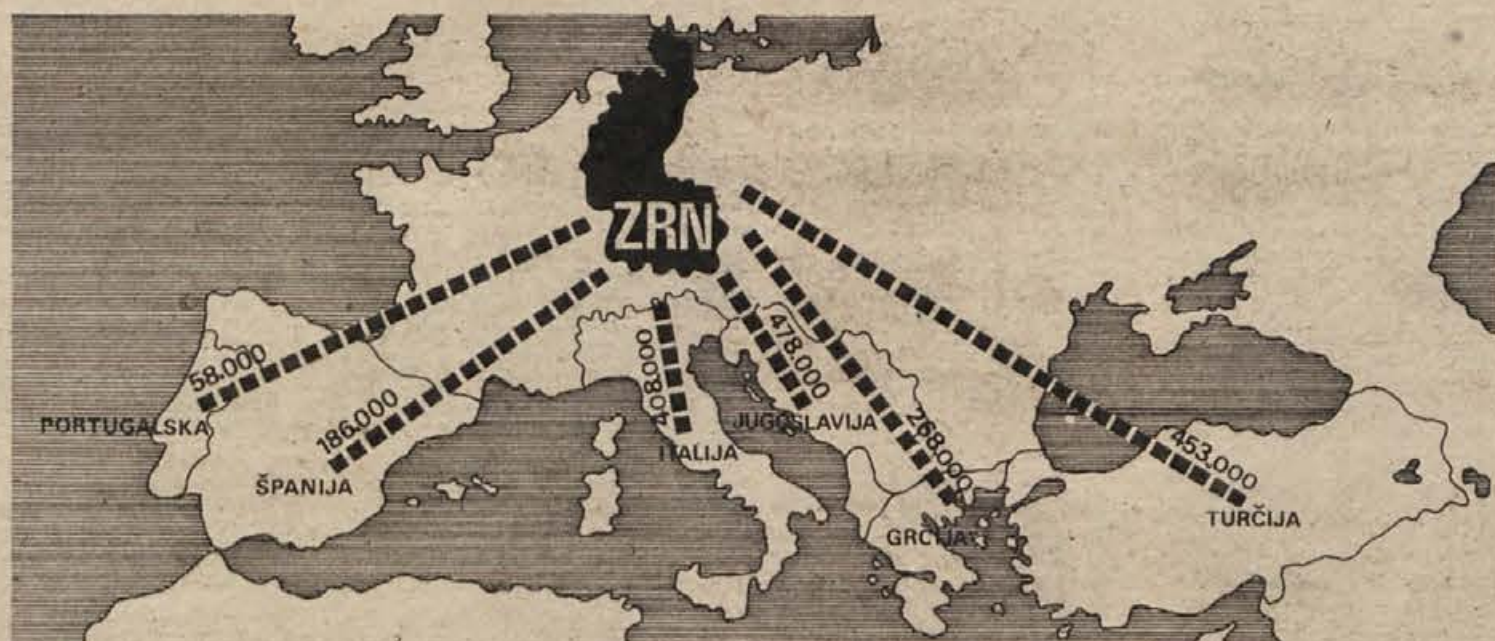 ZRN
58.000
PORTUGALSKA
186.000
ŠPANIJA
408.000
ITALIJA
478.000
JUGOSLAVIJA
268.000
GRČIJA
453.000
TURČIJA